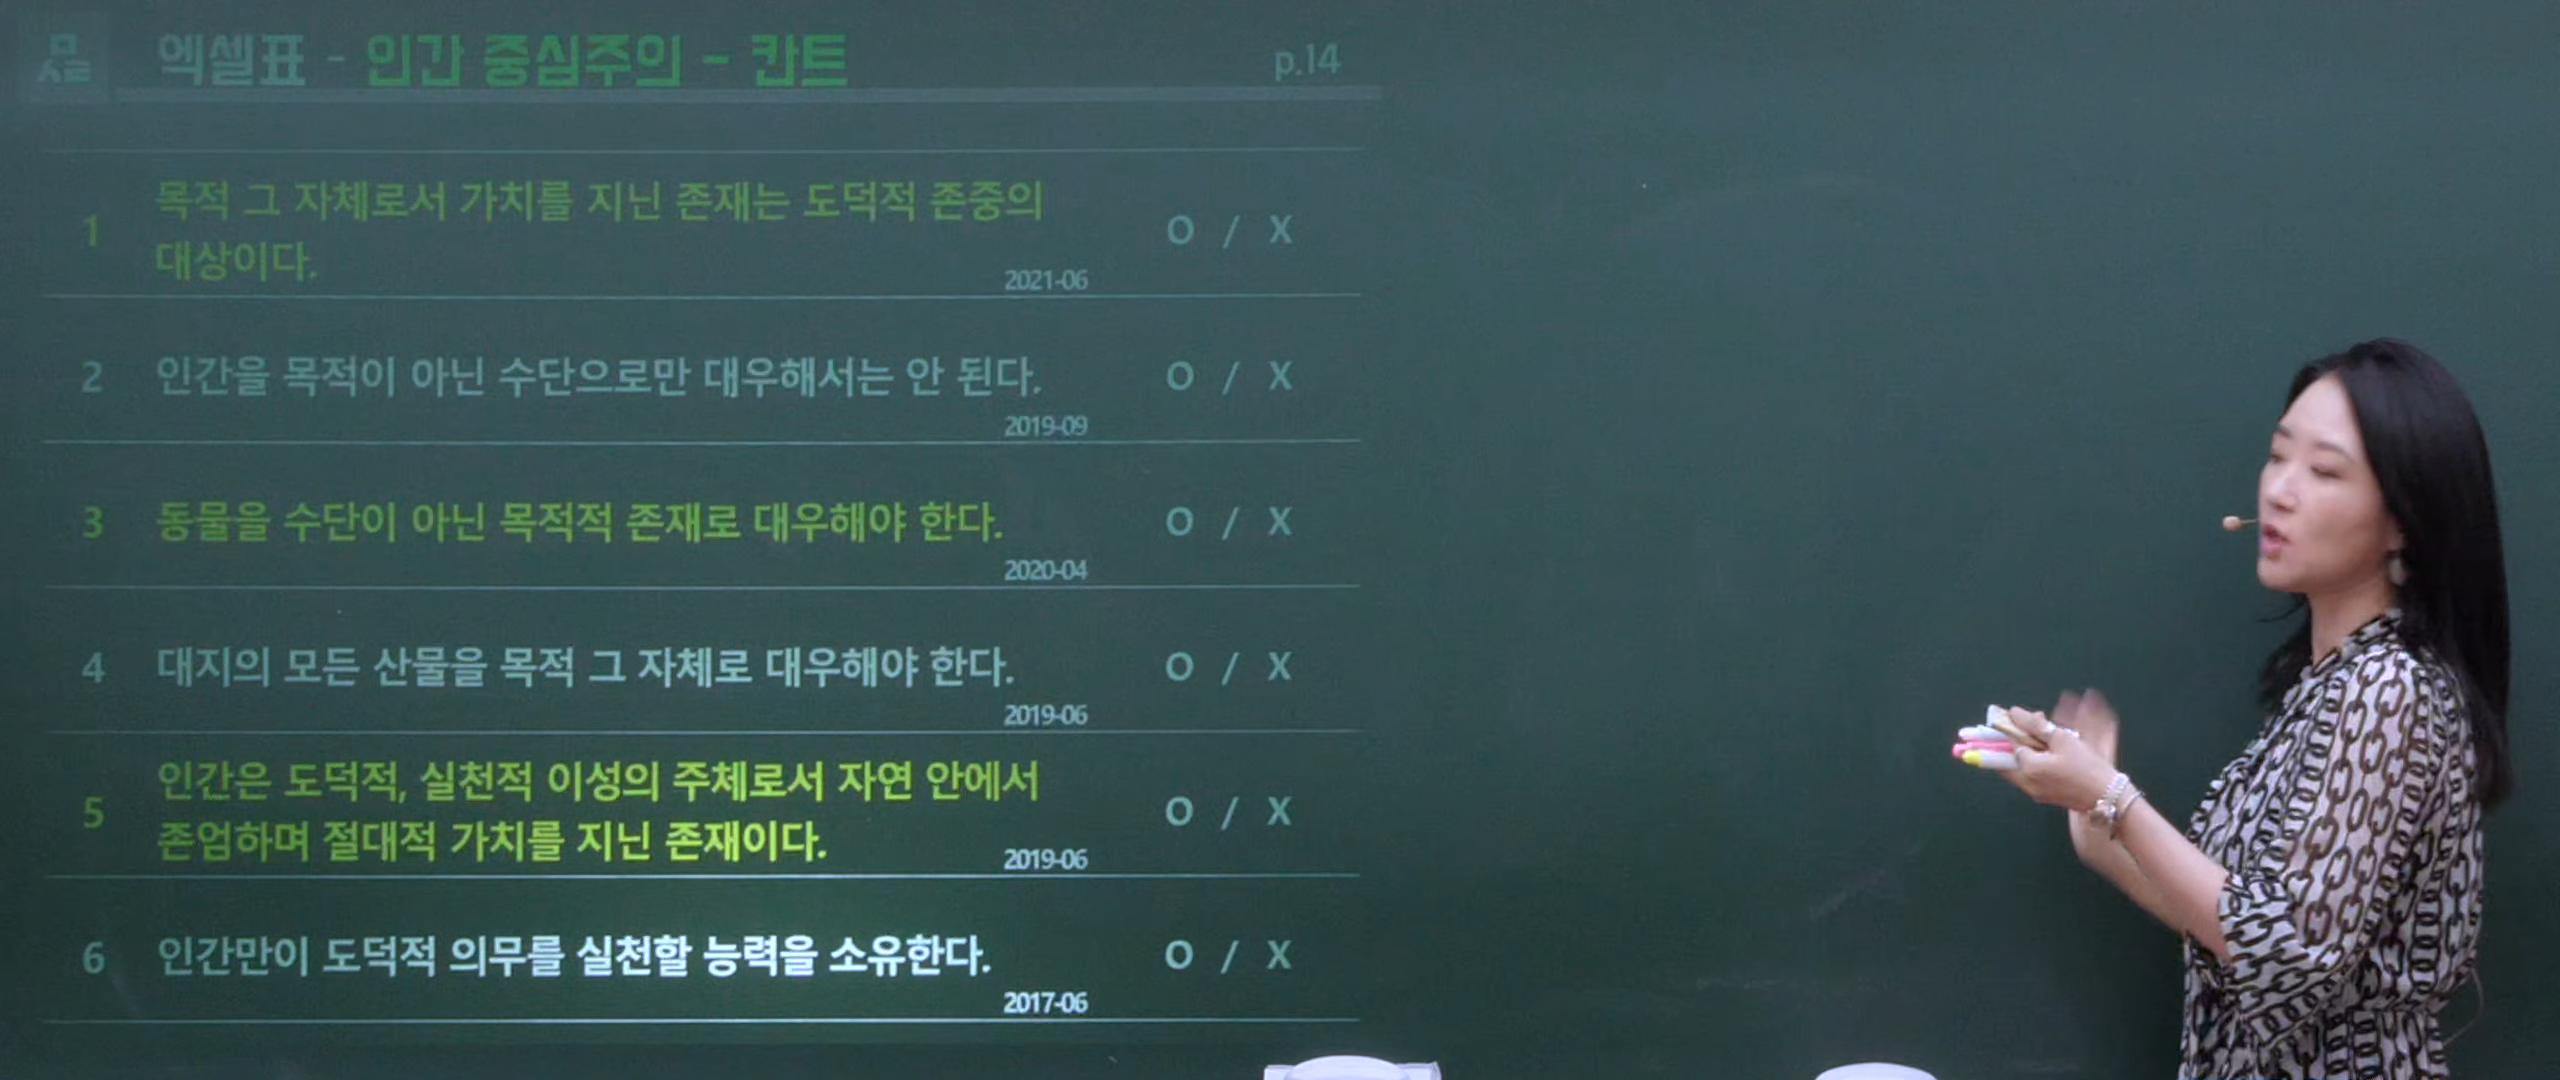 모
스글
엑셀표 - 인간 중심주의 - 칸트
p.14
1
목적 그 자체로서 가치를 지닌 존재는 도덕적 존중의
대상이다.
2021-06
O / X
2
인간을 목적이 아닌 수단으로만 대우해서는 안 된다.
2019-09
O / X
3
동물을 수단이 아닌 목적적 존재로 대우해야 한다.
2020-04
O / X
4
대지의 모든 산물을 목적 그 자체로 대우해야 한다.
2019-06
O / X
5
인간은 도덕적, 실천적 이성의 주체로서 자연 안에서
존엄하며 절대적 가치를 지닌 존재이다.
2019-06
O / X
6
인간만이 도덕적 의무를 실천할 능력을 소유한다.
2017-06
O / X